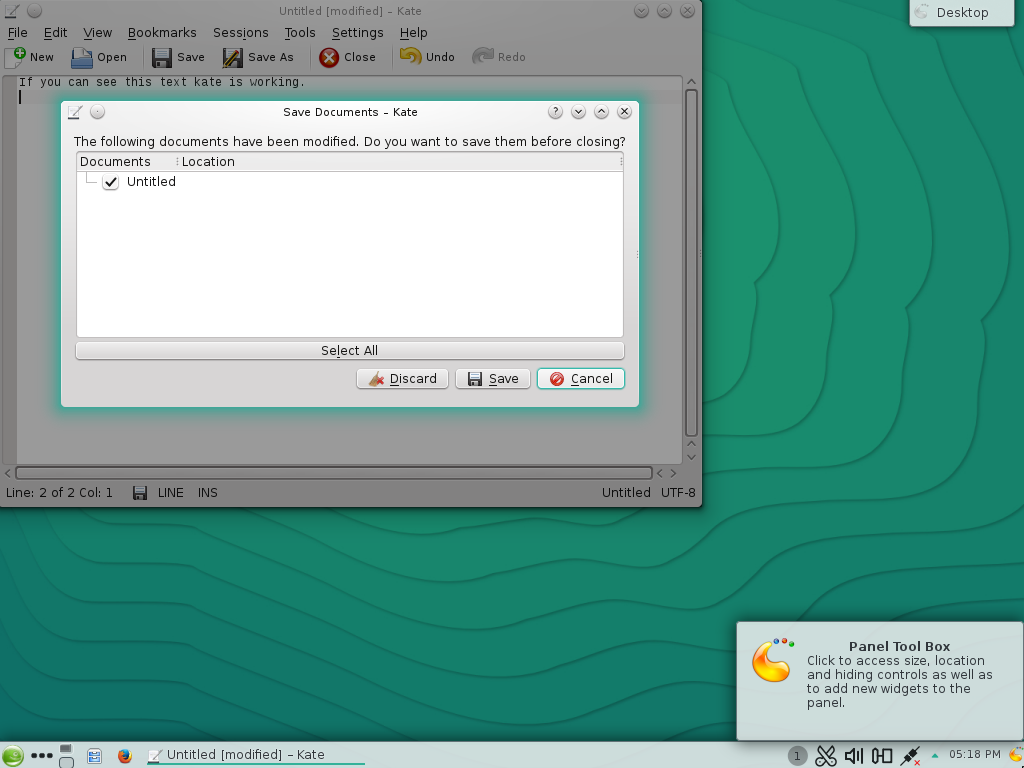 Untitled [modified] – Kate
Desktop
File Edit View Bookmarks Sessions Tools Settings Help
New Open Save Save As Close Undo Redo
If you can see this text kate is working.
Save Documents – Kate
?
The following documents have been modified. Do you want to save them before closing?
Documents Location
Untitled
Select All
Discard Save Cancel
Line: 2 of 2 Col: 1 LINE INS Untitled UTF-8
Panel Tool Box
Click to access size, location
and hiding controls as well as
to add new widgets to the
panel.
Untitled [modified] – Kate
1 05:18 PM